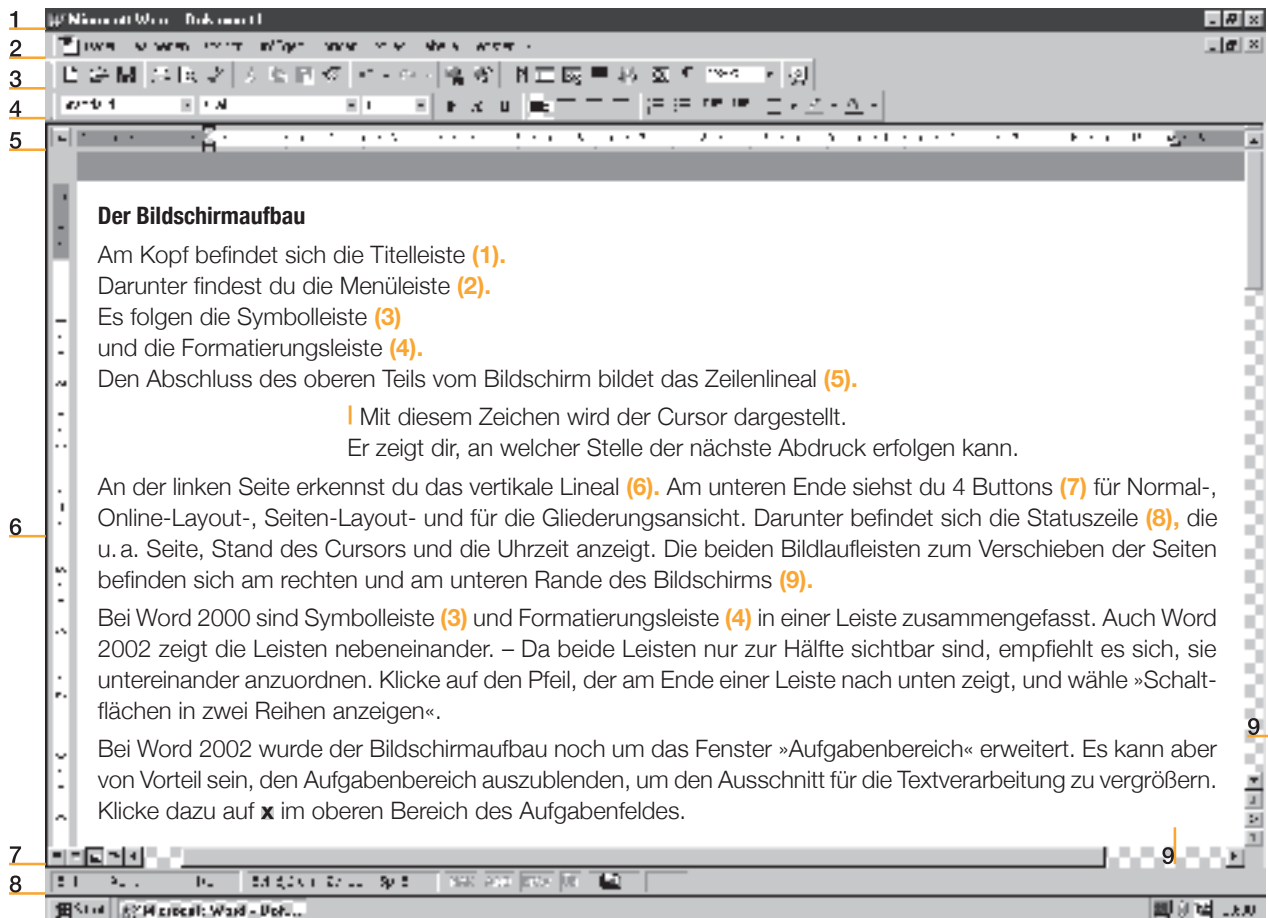 1 Microsoft Word - Dokument1
2
3
4
5
Der Bildschirmaufbau
Am Kopf befindet sich die Titelleiste (1).
Darunter findest du die Menüleiste (2).
Es folgen die Symbolleiste (3)
und die Formatierungsleiste (4).
Den Abschluss des oberen Teils vom Bildschirm bildet das Zeilenlineal (5).
| Mit diesem Zeichen wird der Cursor dargestellt.
Er zeigt dir, an welcher Stelle der nächste Abdruck erfolgen kann.
An der linken Seite erkennst du das vertikale Lineal (6). Am unteren Ende siehst du 4 Buttons (7) für Normal-,
6 Online-Layout-, Seiten-Layout- und für die Gliederungsansicht. Darunter befindet sich die Statuszeile (8), die
u. a. Seite, Stand des Cursors und die Uhrzeit anzeigt. Die beiden Bildlaufleisten zum Verschieben der Seiten
befinden sich am rechten und am unteren Rande des Bildschirms (9).
Bei Word 2000 sind Symbolleiste (3) und Formatierungsleiste (4) in einer Leiste zusammengefasst. Auch Word
2002 zeigt die Leisten nebeneinander. – Da beide Leisten nur zur Hälfte sichtbar sind, empfiehlt es sich, sie
untereinander anzuordnen. Klicke auf den Pfeil, der am Ende einer Leiste nach unten zeigt, und wähle »Schalt-
flächen in zwei Reihen anzeigen«.
9
Bei Word 2002 wurde der Bildschirmaufbau noch um das Fenster »Aufgabenbereich« erweitert. Es kann aber
von Vorteil sein, den Aufgabenbereich auszublenden, um den Ausschnitt für die Textverarbeitung zu vergrößern.
Klicke dazu auf x im oberen Bereich des Aufgabenfeldes.
7 9
8
Start Microsoft Word - Dok...